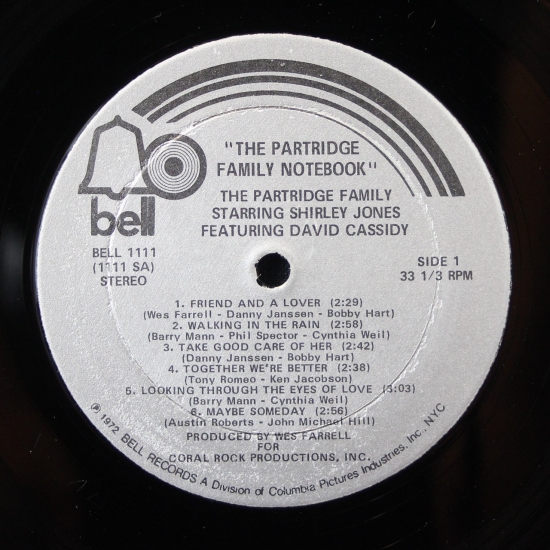 "THE PARTRIDGE
FAMILY NOTEBOOK"
THE PARTRIDGE FAMILY
STARRING SHIRLEY JONES
FEATURING DAVID CASSIDY
bell
BELL 1111
(1111 SA)
STEREO
SIDE 1
33 1/3 RPM
1. FRIEND AND A LOVER (2:29)
(Wes Farrell - Danny Janssen - Bobby Hart)
2. WALKING IN THE RAIN (2:58)
(Barry Mann - Phil Spector - Cynthia Weil)
3. TAKE GOOD CARE OF HER (2:42)
(Danny Janssen - Bobby Hart)
4. TOGETHER WE'RE BETTER (2:38)
(Tony Romeo - Ken Jacobson)
5. LOOKING THROUGH THE EYES OF LOVE (3:03)
(Barry Mann - Cynthia Weil)
6. MAYBE SOMEDAY (2:56)
(Austin Roberts - John Michael Hill)
PRODUCED BY WES FARRELL
FOR
CORAL ROCK PRODUCTIONS, INC.
℗ 1972 BELL RECORDS A Division of Columbia Pictures Industries, Inc., NYC